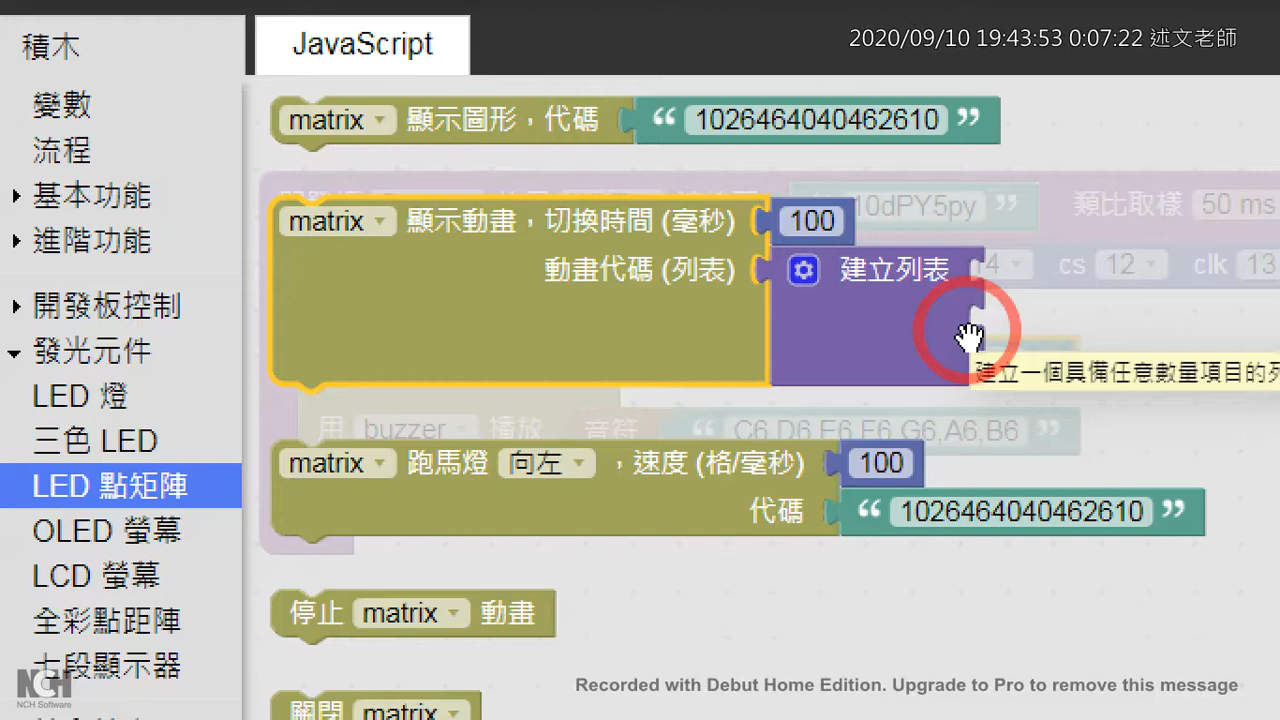 積木
JavaScript
2020/09/10 19:43:53 0:07:22 述文老師
變數
流程
基本功能
進階功能
開發板控制
發光元件
LED 燈
三色 LED
LED 點矩陣
OLED 螢幕
LCD 螢幕
全彩點距陣
七段顯示器
matrix 顯示圖形，代碼 “ 1026464040462610 ”
10dPY5py ” 類比取樣 50 ms
matrix 顯示動畫，切換時間 (毫秒) 100
動畫代碼 (列表) 建立列表
4 cs 12 clk 13
建立一個具備任意數量項目的列
用 buzzer 播放 音符 “ C6,D6,E6,F6,G6,A6,B6 ”
matrix 跑馬燈 向左 ，速度 (格/毫秒) 100
代碼 “ 1026464040462610 ”
停止 matrix 動畫
關閉 matrix
NCH
NCH Software
Recorded with Debut Home Edition. Upgrade to Pro to remove this message